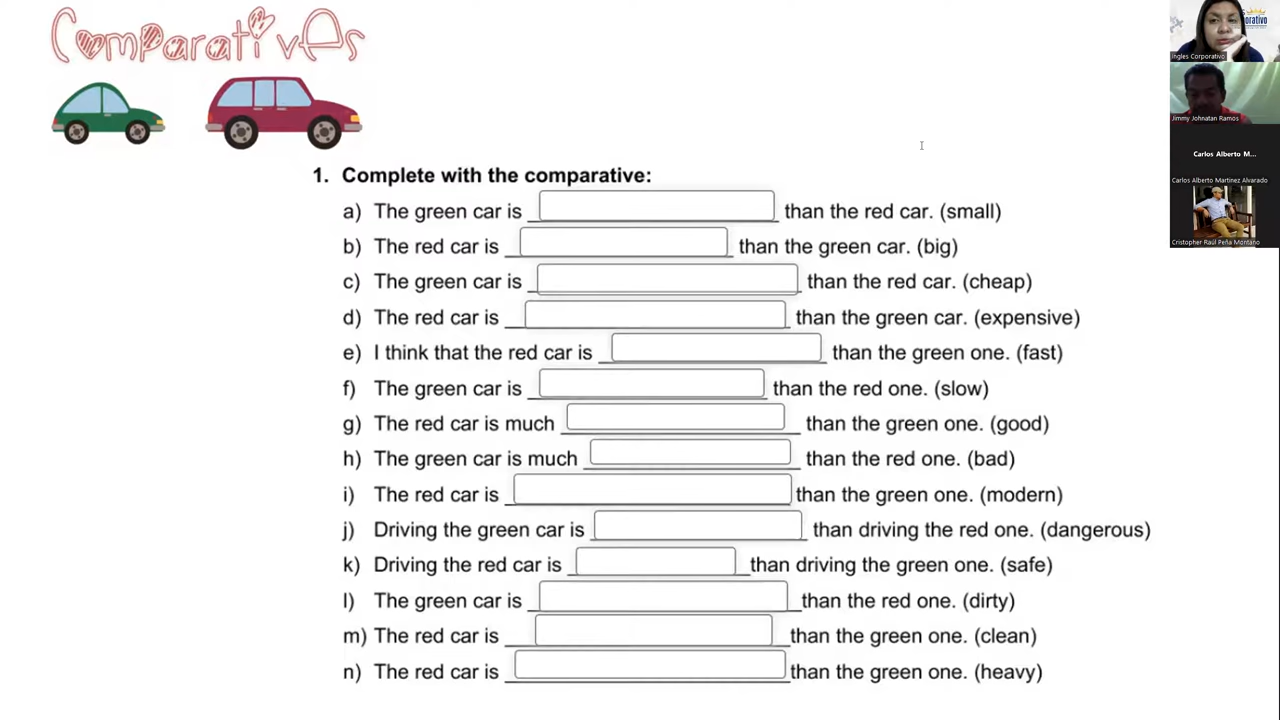 ComparativEs
1. Complete with the comparative:
a) The green car is than the red car. (small)
b) The red car is than the green car. (big)
c) The green car is than the red car. (cheap)
d) The red car is than the green car. (expensive)
e) I think that the red car is than the green one. (fast)
f) The green car is than the red one. (slow)
g) The red car is much than the green one. (good)
h) The green car is much than the red one. (bad)
i) The red car is than the green one. (modern)
j) Driving the green car is than driving the red one. (dangerous)
k) Driving the red car is than driving the green one. (safe)
l) The green car is than the red one. (dirty)
m) The red car is than the green one. (clean)
n) The red car is than the green one. (heavy)
Ingles Corporativo
Jimmy Johnatan Ramos
Carlos Alberto M...
Carlos Alberto Martinez Alvarado
Cristopher Raúl Peña Montano